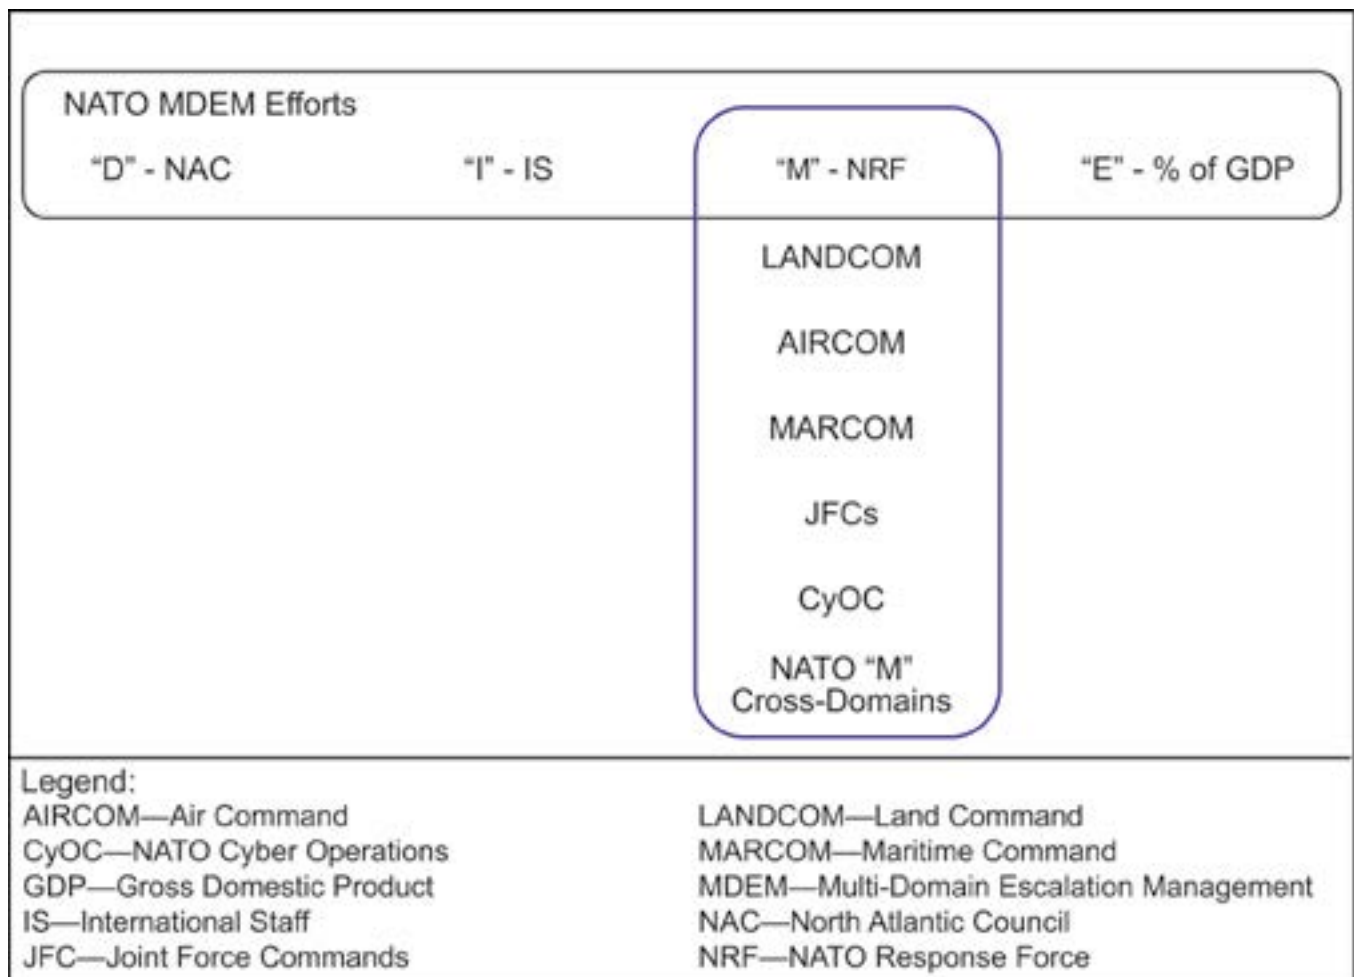 NATO MDEM Efforts
“D” - NAC “I” - IS “M” - NRF “E” - % of GDP
LANDCOM
AIRCOM
MARCOM
JFCs
CyOC
NATO “M”
Cross-Domains
Legend:
AIRCOM—Air Command
CyOC—NATO Cyber Operations
GDP—Gross Domestic Product
IS—International Staff
JFC—Joint Force Commands
LANDCOM—Land Command
MARCOM—Maritime Command
MDEM—Multi-Domain Escalation Management
NAC—North Atlantic Council
NRF—NATO Response Force